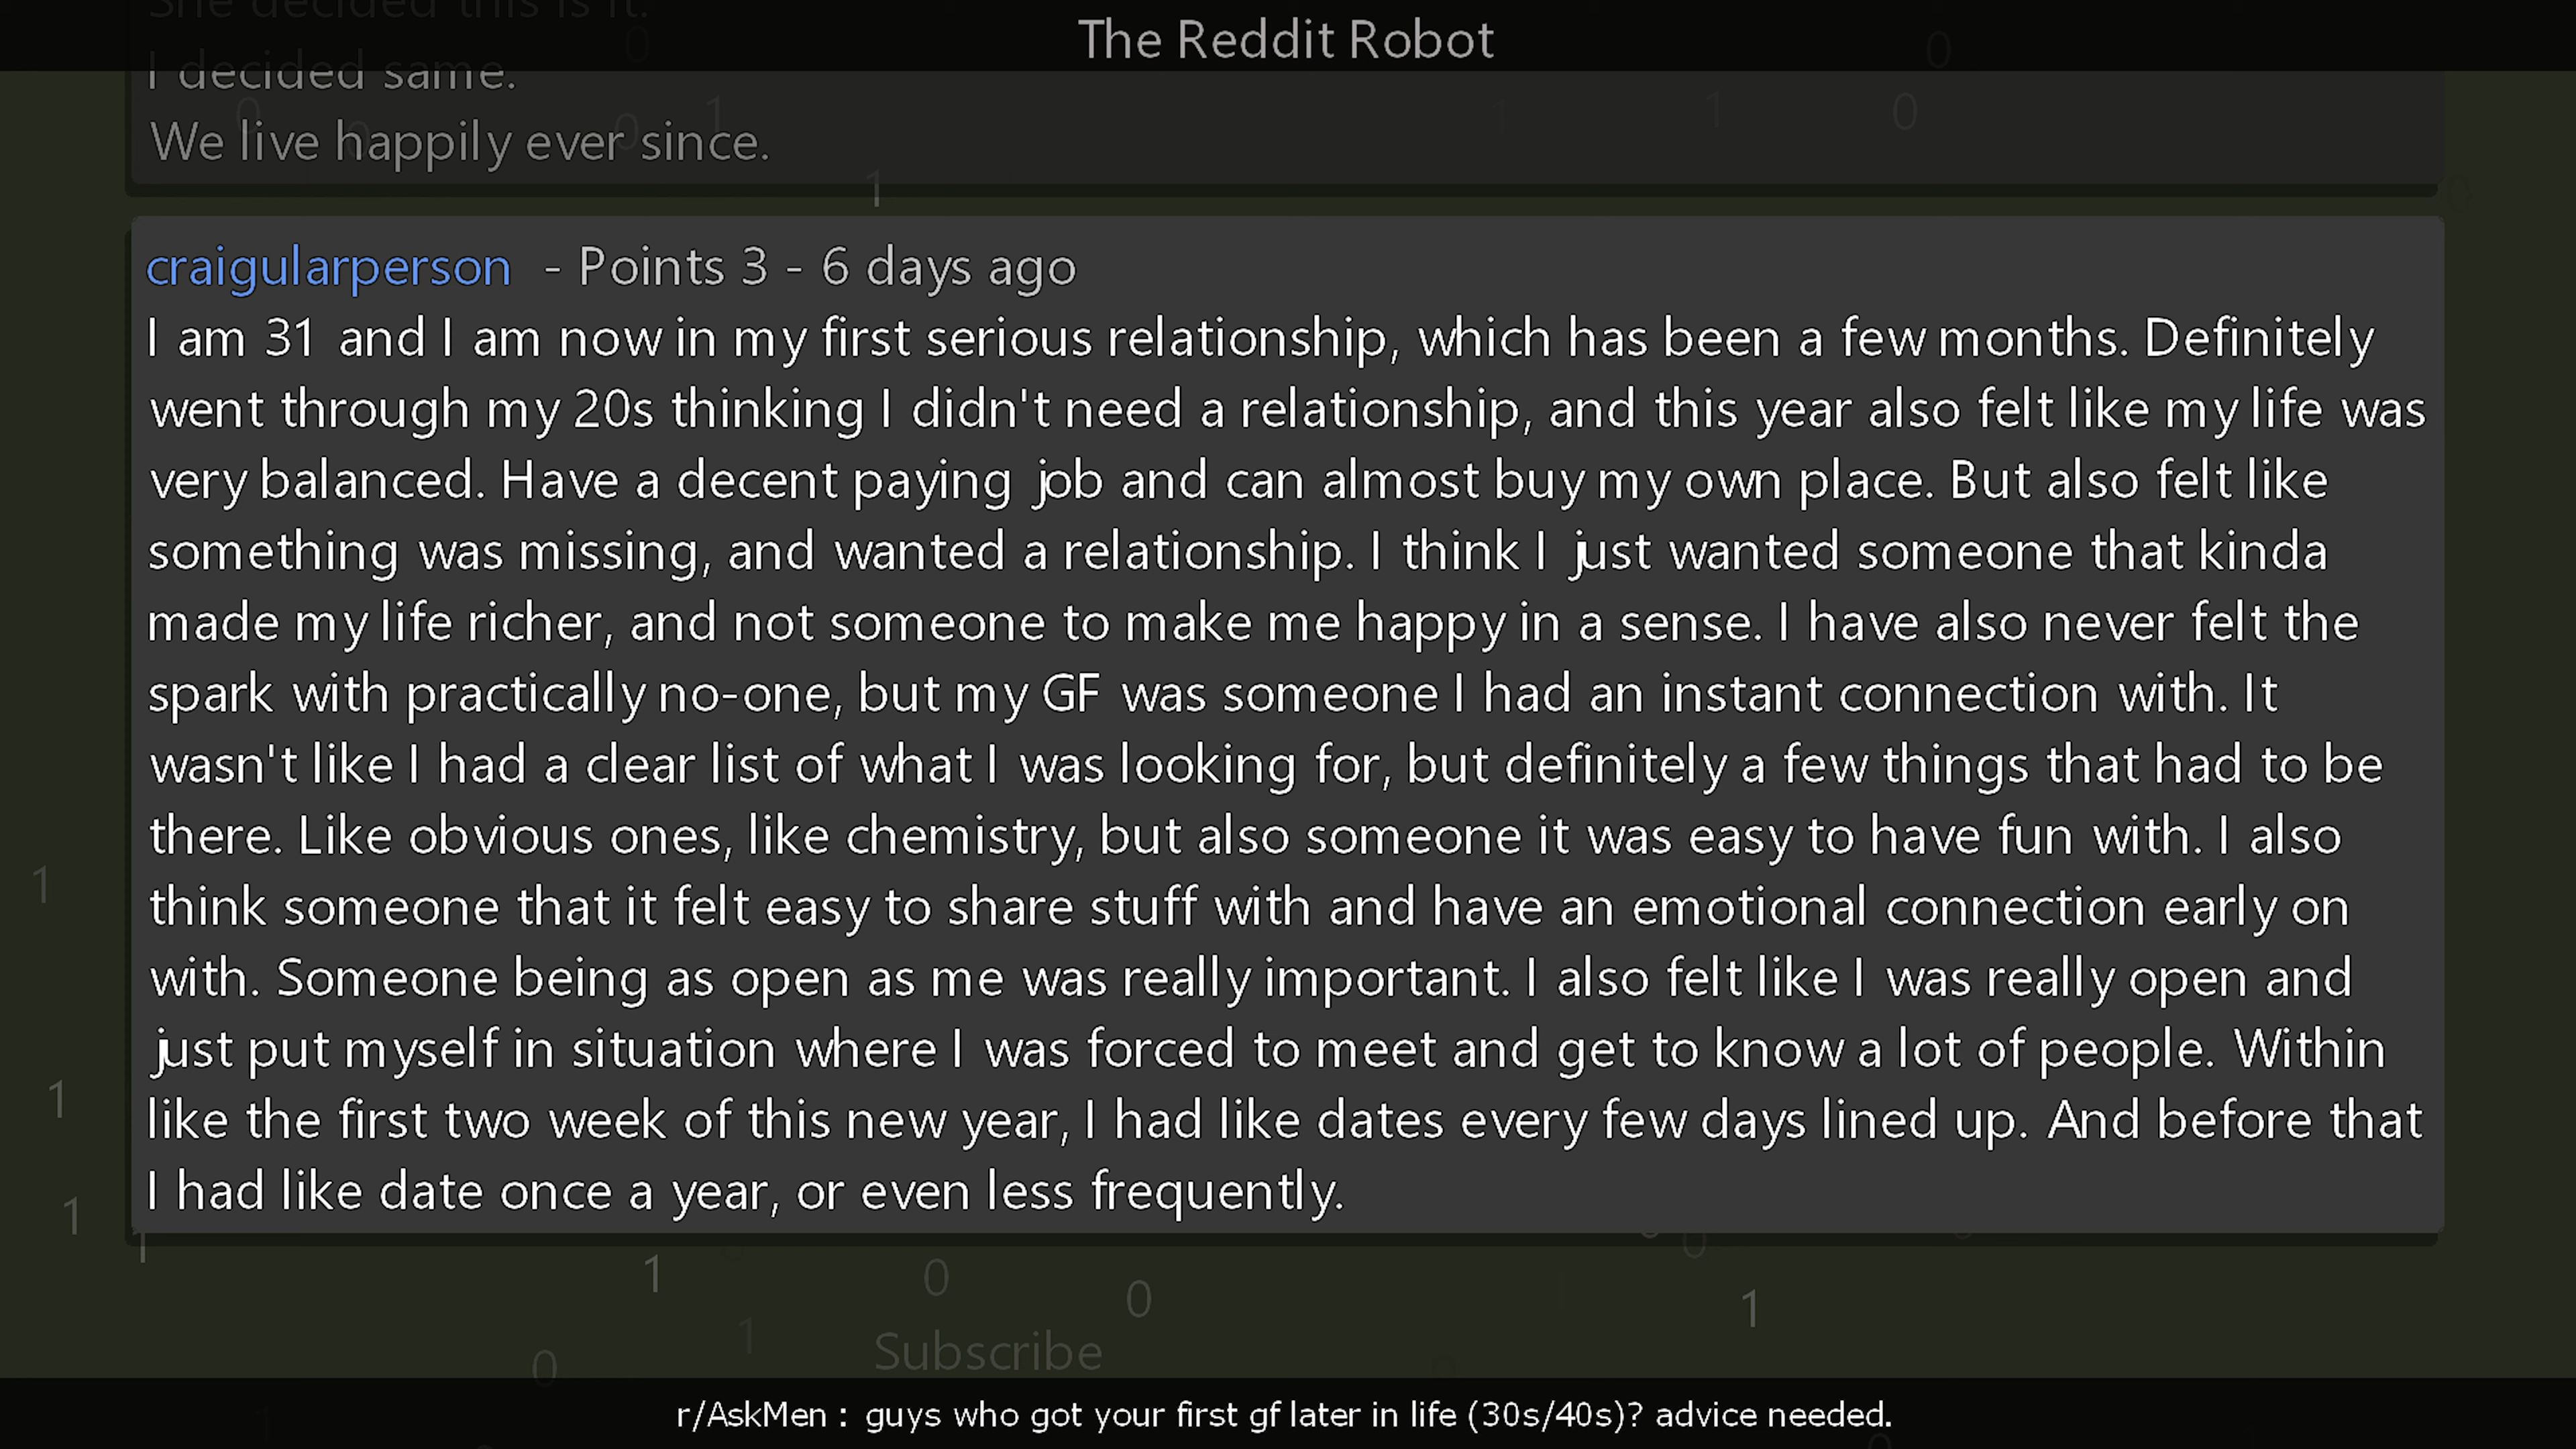 She decided this is it.
The Reddit Robot
I decided same.
We live happily ever since.
craigularperson - Points 3 - 6 days ago
I am 31 and I am now in my first serious relationship, which has been a few months. Definitely
went through my 20s thinking I didn't need a relationship, and this year also felt like my life was
very balanced. Have a decent paying job and can almost buy my own place. But also felt like
something was missing, and wanted a relationship. I think I just wanted someone that kinda
made my life richer, and not someone to make me happy in a sense. I have also never felt the
spark with practically no-one, but my GF was someone I had an instant connection with. It
wasn't like I had a clear list of what I was looking for, but definitely a few things that had to be
there. Like obvious ones, like chemistry, but also someone it was easy to have fun with. I also
think someone that it felt easy to share stuff with and have an emotional connection early on
with. Someone being as open as me was really important. I also felt like I was really open and
just put myself in situation where I was forced to meet and get to know a lot of people. Within
like the first two week of this new year, I had like dates every few days lined up. And before that
I had like date once a year, or even less frequently.
Subscribe
r/AskMen : guys who got your first gf later in life (30s/40s)? advice needed.